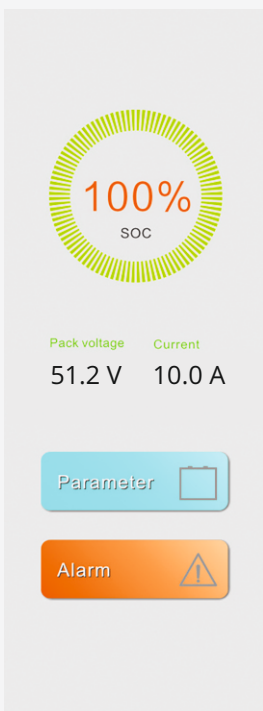 100%
SOC
Pack voltage Current
51.2 V 10.0 A
Parameter
Alarm